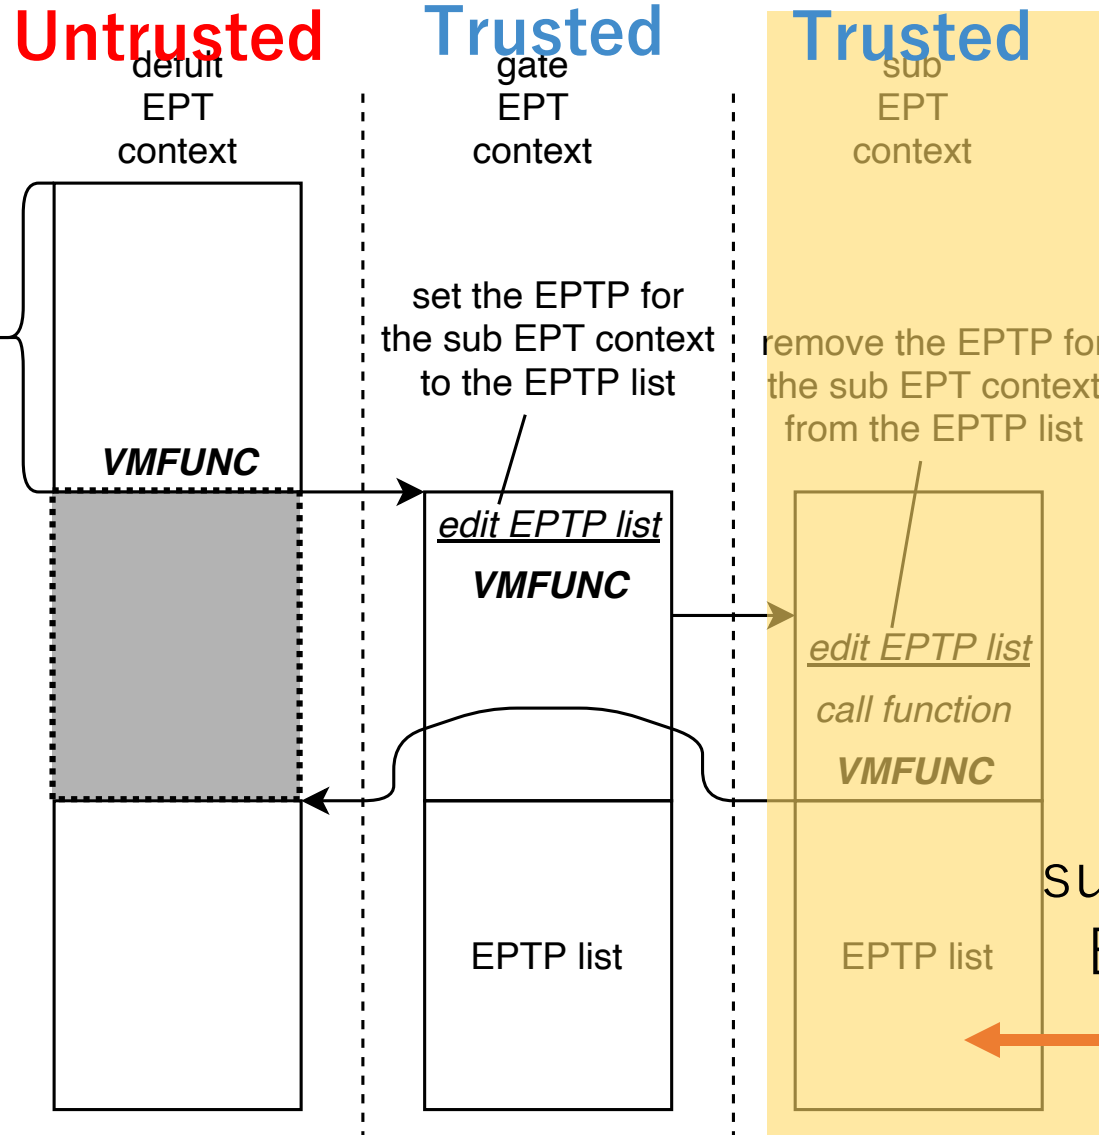 Untrusted
Trusted
Trusted
defult
EPT
context
gate
EPT
context
sub
EPT
context
set the EPTP for
the sub EPT context
to the EPTP list
remove the EPTP for
the sub EPT context
from the EPTP list
VMFUNC
edit EPTP list
VMFUNC
edit EPTP list
call function
VMFUNC
su
EPTP list
EPTP list